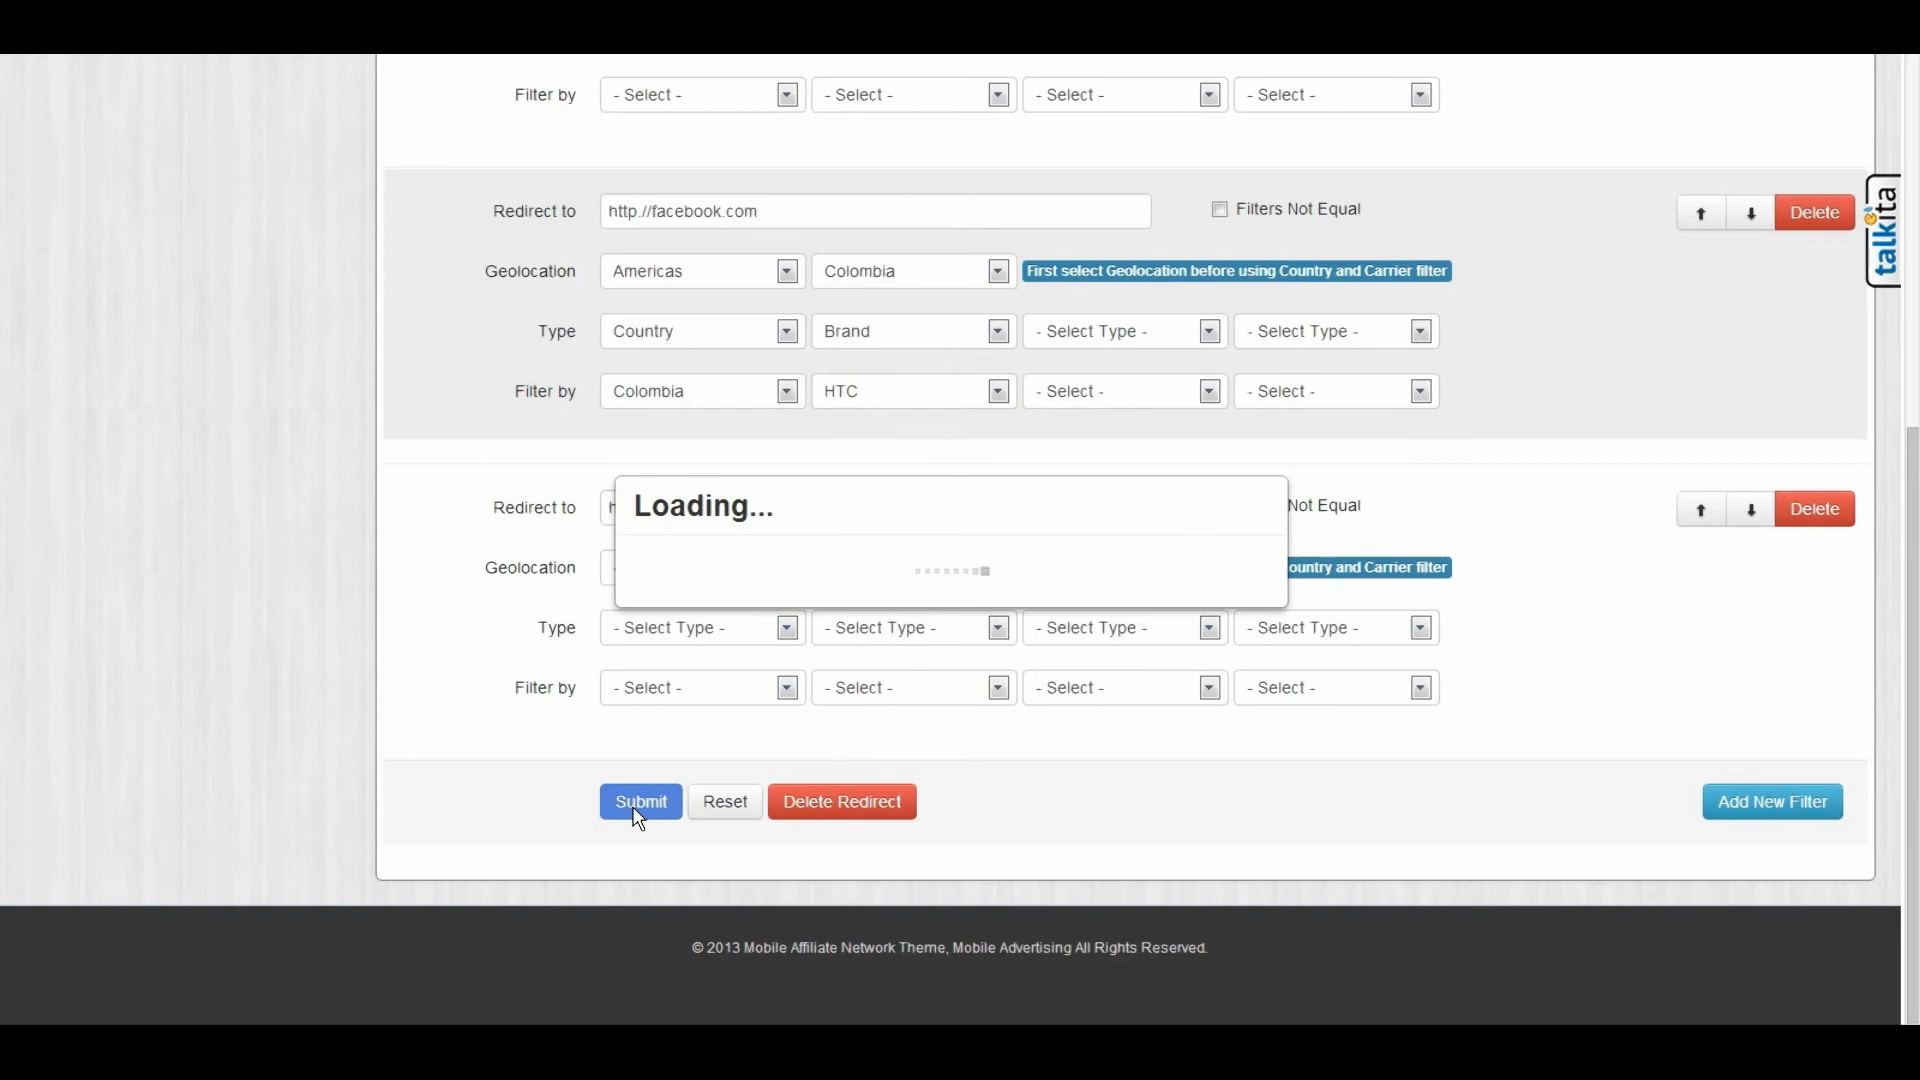 Filter by - Select - - Select - - Select - - Select -
Redirect to http://facebook.com Filters Not Equal Delete
talkita
Geolocation Americas Colombia First select Geolocation before using Country and Carrier filter
Type Country Brand - Select Type - - Select Type -
Filter by Colombia HTC - Select - - Select -
Redirect to Not Equal Delete
Loading...
Geolocation Country and Carrier filter
Type - Select Type - - Select Type - - Select Type - - Select Type -
Filter by - Select - - Select - - Select - - Select -
Submit Reset Delete Redirect Add New Filter
© 2013 Mobile Affiliate Network Theme, Mobile Advertising All Rights Reserved.